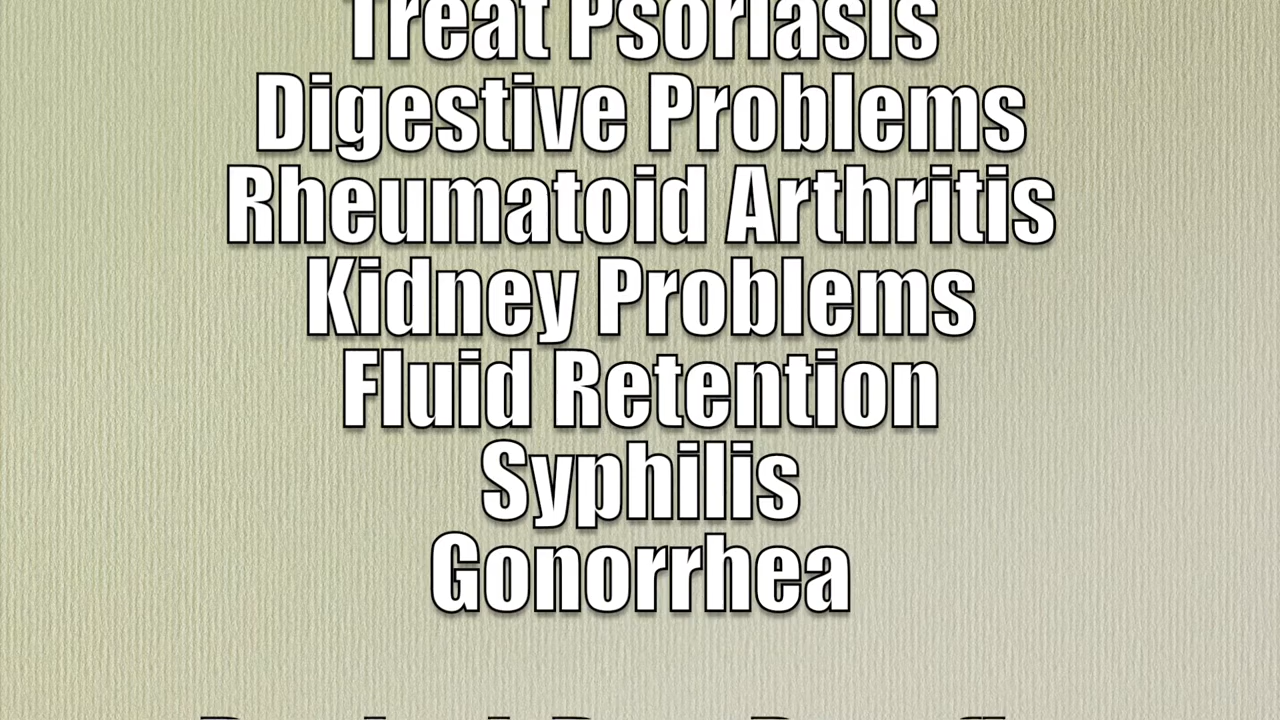 Treat Psoriasis
Digestive Problems
Rheumatoid Arthritis
Kidney Problems
Fluid Retention
Syphilis
Gonorrhea